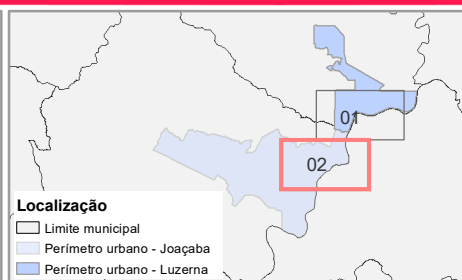 01
02
Localização
Limite municipal
Perímetro urbano - Joaçaba
Perímetro urbano - Luzerna